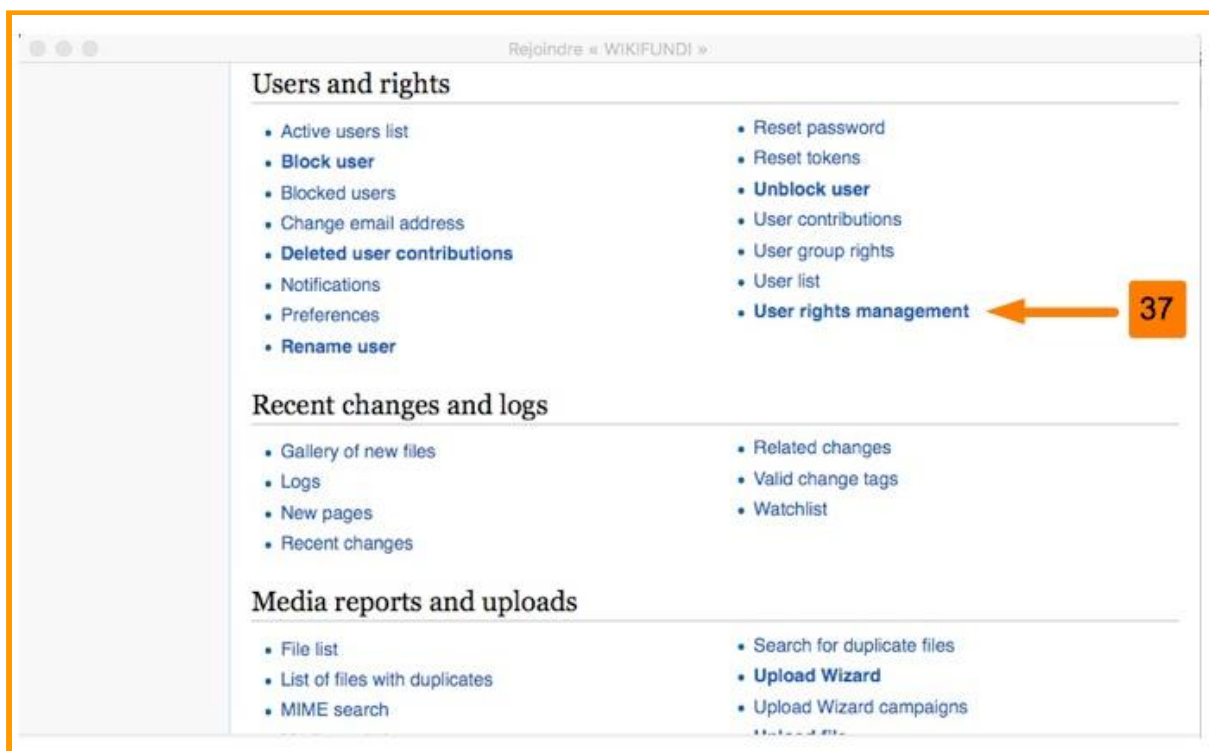 Rejoindre « WIKIFUNDI »
Users and rights
• Active users list
• Block user
• Blocked users
• Change email address
• Deleted user contributions
• Notifications
• Preferences
• Rename user
• Reset password
• Reset tokens
• Unblock user
• User contributions
• User group rights
• User list
• User rights management
37
Recent changes and logs
• Gallery of new files
• Logs
• New pages
• Recent changes
• Related changes
• Valid change tags
• Watchlist
Media reports and uploads
• File list
• List of files with duplicates
• MIME search
• Search for duplicate files
• Upload Wizard
• Upload Wizard campaigns